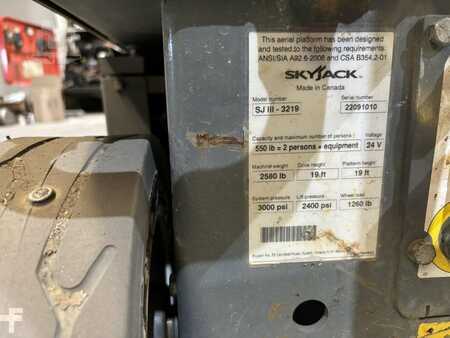 This aerial platform has been designed
and tested to the following requirements:
ANSI/SIA A92.6-2006 and CSA B354.2-01
SKYJACK
Made in Canada
Model number Serial number
SJ III - 3219 22091010
Capacity and maximum number of persons Voltage
550 lb = 2 persons + equipment 24 V
Machine weight Drive height Platform height
2580 lb 19 ft 19 ft
System pressure Lift pressure Wheel load
3000 psi 2400 psi 1260 lb